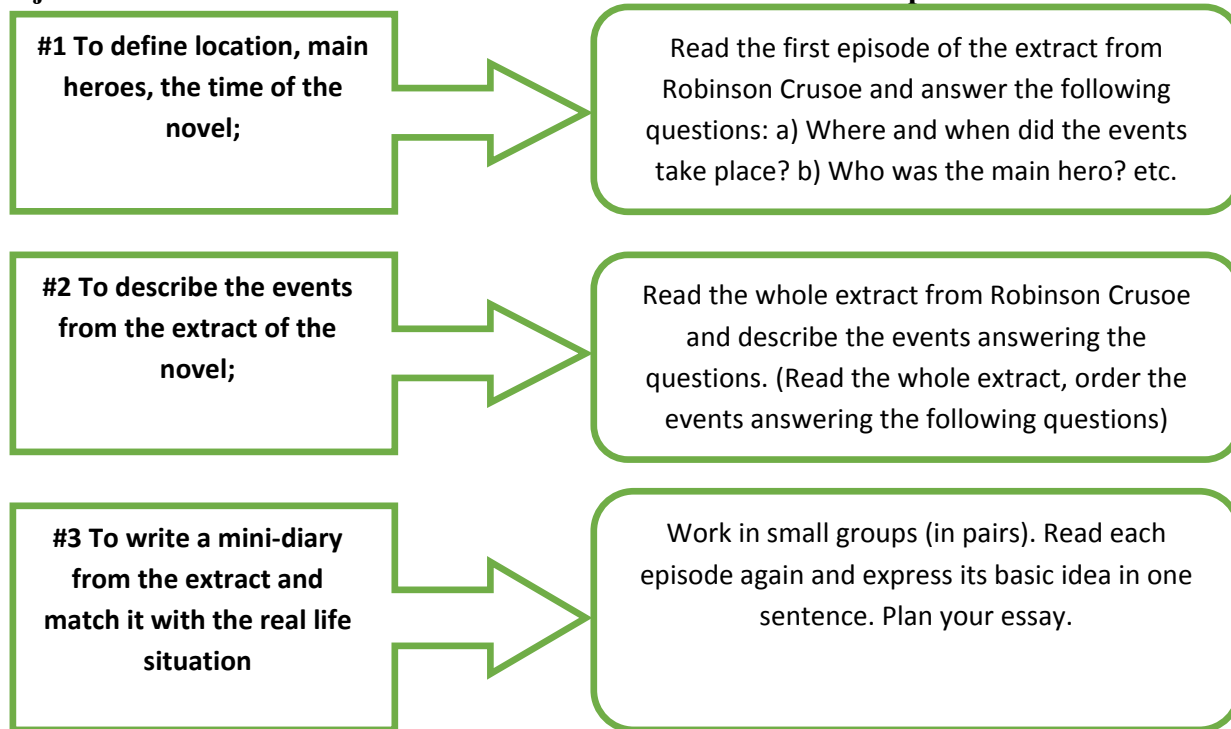 #1 To define location, main
heroes, the time of the
novel;
Read the first episode of the extract from
Robinson Crusoe and answer the following
questions: a) Where and when did the events
take place? b) Who was the main hero? etc.
#2 To describe the events
from the extract of the
novel;
Read the whole extract from Robinson Crusoe
and describe the events answering the
questions. (Read the whole extract, order the
events answering the following questions)
#3 To write a mini-diary
from the extract and
match it with the real life
situation
Work in small groups (in pairs). Read each
episode again and express its basic idea in one
sentence. Plan your essay.